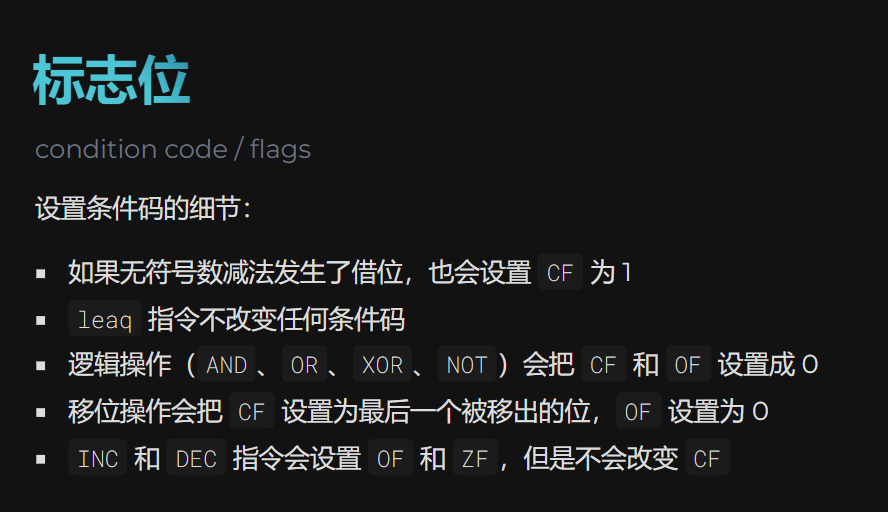 标志位
condition code / flags
设置条件码的细节：
▪ 如果无符号数减法发生了借位，也会设置 CF 为 1
▪ leaq 指令不改变任何条件码
▪ 逻辑操作（AND、OR、XOR、NOT）会把 CF 和 OF 设置成 0
▪ 移位操作会把 CF 设置为最后一个被移出的位，OF 设置为 0
▪ INC 和 DEC 指令会设置 OF 和 ZF，但是不会改变 CF